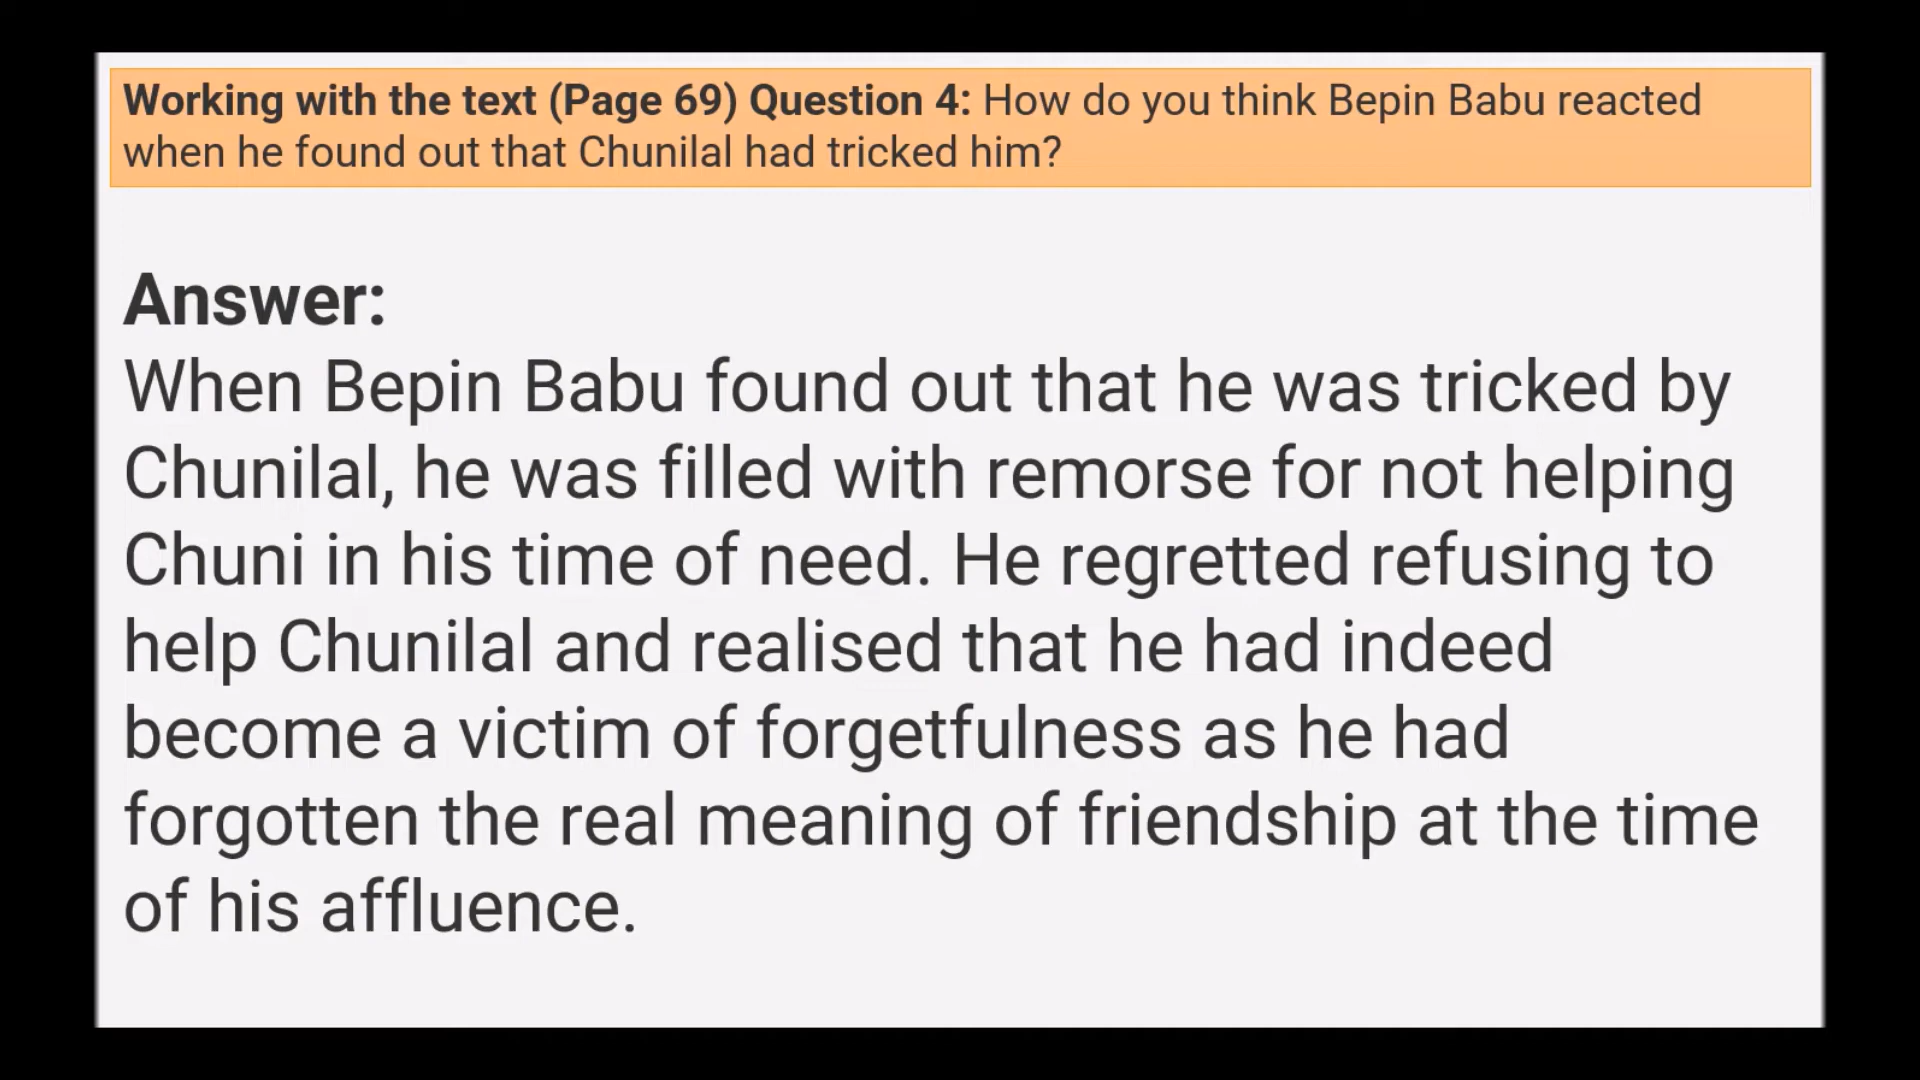 Working with the text (Page 69) Question 4: How do you think Bepin Babu reacted
when he found out that Chunilal had tricked him?
Answer:
When Bepin Babu found out that he was tricked by
Chunilal, he was filled with remorse for not helping
Chuni in his time of need. He regretted refusing to
help Chunilal and realised that he had indeed
become a victim of forgetfulness as he had
forgotten the real meaning of friendship at the time
of his affluence.